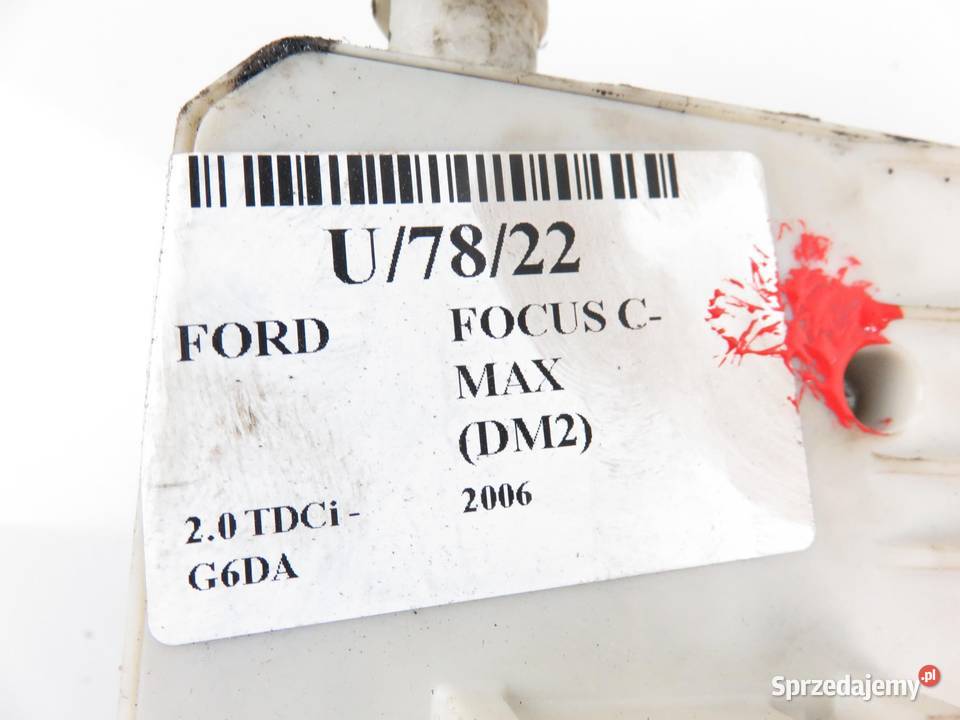 U/78/22
FORD
FOCUS C-
MAX
(DM2)
2.0 TDCi -
G6DA
2006
Sprzedajemy.pl